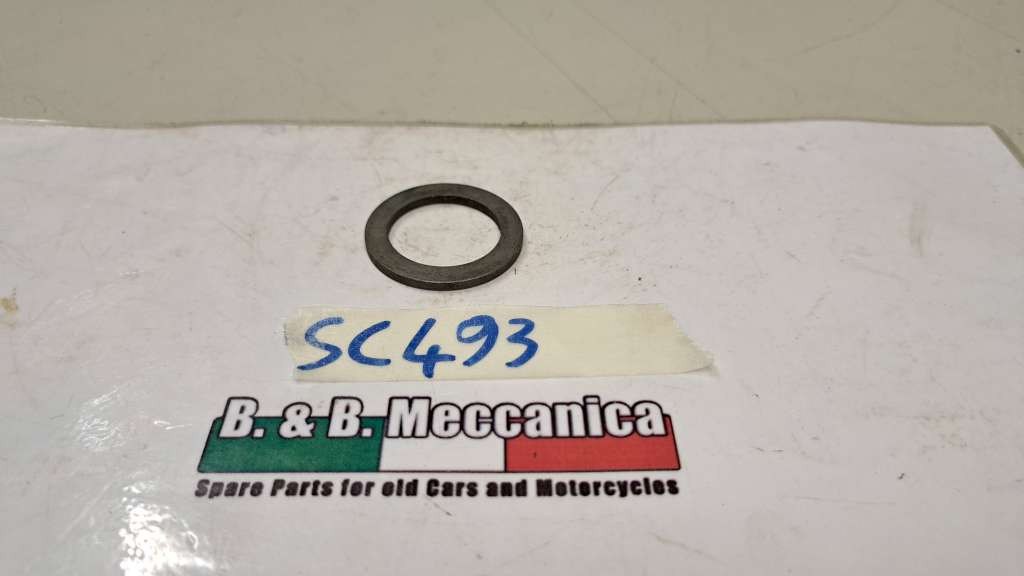 SC493
B. & B. Meccanica
Spare Parts for old Cars and Motorcycles